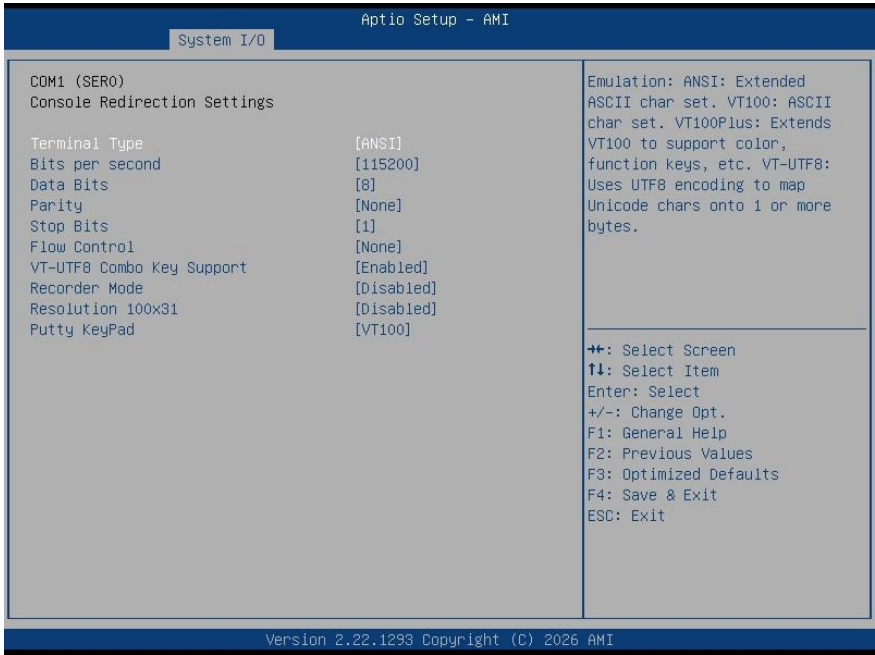 Aptio Setup - AMI
System I/O
COM1 (SER0)
Console Redirection Settings
Terminal Type [ANSI]
Bits per second [115200]
Data Bits [8]
Parity [None]
Stop Bits [1]
Flow Control [None]
VT-UTF8 Combo Key Support [Enabled]
Recorder Mode [Disabled]
Resolution 100x31 [Disabled]
Putty KeyPad [VT100]
Emulation: ANSI: Extended
ASCII char set. VT100: ASCII
char set. VT100Plus: Extends
VT100 to support color,
function keys, etc. VT-UTF8:
Uses UTF8 encoding to map
Unicode chars onto 1 or more
bytes.
→←: Select Screen
↑↓: Select Item
Enter: Select
+/-: Change Opt.
F1: General Help
F2: Previous Values
F3: Optimized Defaults
F4: Save & Exit
ESC: Exit
Version 2.22.1293 Copyright (C) 2026 AMI